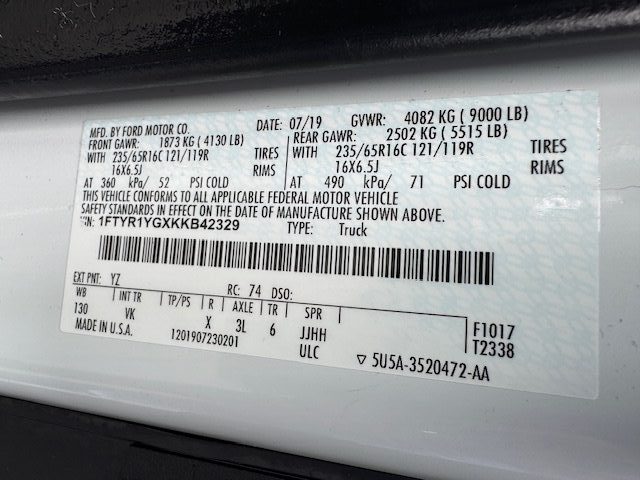 MFD. BY FORD MOTOR CO. DATE: 07/19 GVWR: 4082 KG ( 9000 LB)
FRONT GAWR: 1873 KG ( 4130 LB) REAR GAWR: 2502 KG ( 5515 LB)
WITH 235/65R16C 121/119R TIRES WITH 235/65R16C 121/119R TIRES
16X6.5J RIMS 16X6.5J RIMS
AT 360 kPa/ 52 PSI COLD AT 490 kPa/ 71 PSI COLD
THIS VEHICLE CONFORMS TO ALL APPLICABLE FEDERAL MOTOR VEHICLE
SAFETY STANDARDS IN EFFECT ON THE DATE OF MANUFACTURE SHOWN ABOVE.
VIN: 1FTYR1YGXKKB42329 TYPE: Truck
EXT PNT: YZ RC: 74 DSO:
WB INT TR TP/PS R AXLE TR SPR
130 VK X 3L 6 JJHH F1017
MADE IN U.S.A. 1201907230201 ULC T2338
▽ 5U5A-3520472-AA